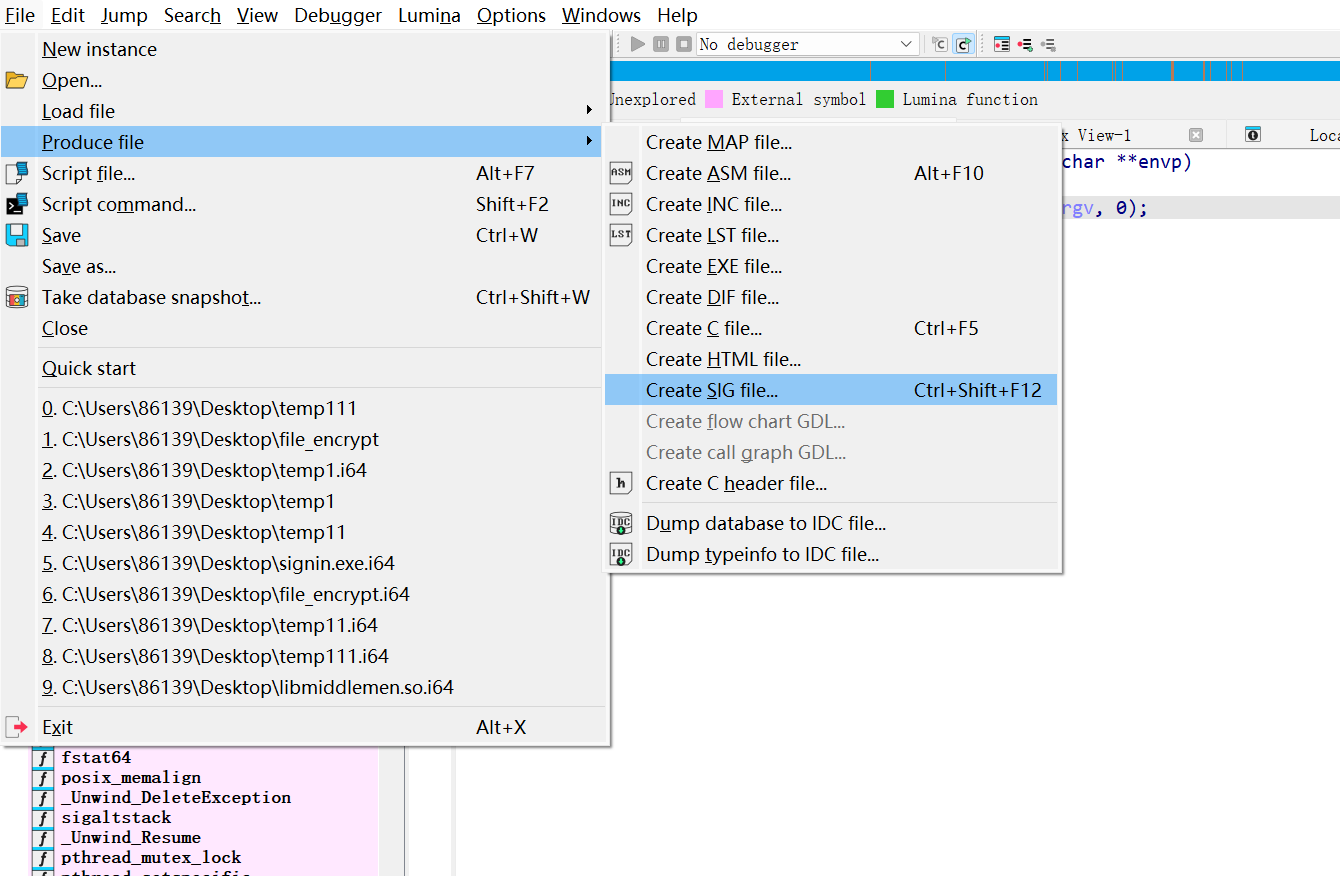 File Edit Jump Search View Debugger Lumina Options Windows Help
No debugger
Unexplored External symbol Lumina function
x View-1 Loca
char **envp)
rgv, 0);
New instance
Open...
Load file
Produce file
Script file... Alt+F7
Script command... Shift+F2
Save Ctrl+W
Save as...
Take database snapshot... Ctrl+Shift+W
Close
Quick start
0. C:\Users\86139\Desktop\temp111
1. C:\Users\86139\Desktop\file_encrypt
2. C:\Users\86139\Desktop\temp1.i64
3. C:\Users\86139\Desktop\temp1
4. C:\Users\86139\Desktop\temp11
5. C:\Users\86139\Desktop\signin.exe.i64
6. C:\Users\86139\Desktop\file_encrypt.i64
7. C:\Users\86139\Desktop\temp11.i64
8. C:\Users\86139\Desktop\temp111.i64
9. C:\Users\86139\Desktop\libmiddlemen.so.i64
Exit Alt+X
Create MAP file...
ASM Create ASM file... Alt+F10
INC Create INC file...
LST Create LST file...
Create EXE file...
Create DIF file...
Create C file... Ctrl+F5
Create HTML file...
Create SIG file... Ctrl+Shift+F12
Create flow chart GDL...
Create call graph GDL...
h Create C header file...
IDC Dump database to IDC file...
IDC Dump typeinfo to IDC file...
f fstat64
f posix_memalign
f _Unwind_DeleteException
f sigaltstack
f _Unwind_Resume
f pthread_mutex_lock
f pthread_getspecific